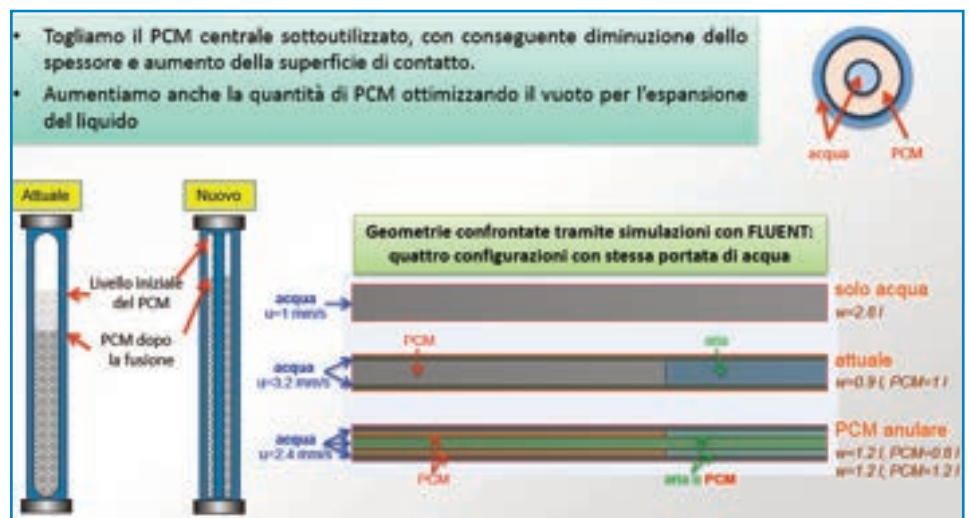 • Togliamo il PCM centrale sottoutilizzato, con conseguente diminuzione dello
spessore e aumento della superficie di contatto.
• Aumentiamo anche la quantità di PCM ottimizzando il vuoto per l'espansione
del liquido
acqua PCM
Attuale
Nuovo
Livello iniziale
del PCM
PCM dopo
la fusione
Geometrie confrontate tramite simulazioni con FLUENT:
quattro configurazioni con stessa portata di acqua
acqua
u=1 mm/s
solo acqua
w=2.8 l
PCM aria
acqua
u=3.2 mm/s
attuale
w=0.9 l, PCM=1 l
acqua
u=2.4 mm/s
PCM anulare
w=1.2 l, PCM=0.8 l
w=1.2 l, PCM=1.2 l
PCM aria o PCM